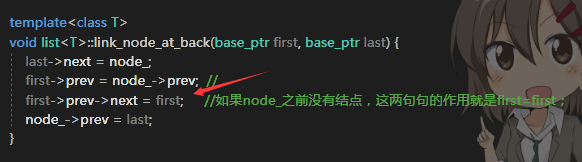 template<class T>
void list<T>::link_node_at_back(base_ptr first, base_ptr last) {
last->next = node_;
first->prev = node_->prev; //
first->prev->next = first; //如果node_之前没有结点，这两句句的作用就是first=first；
node_->prev = last;
}